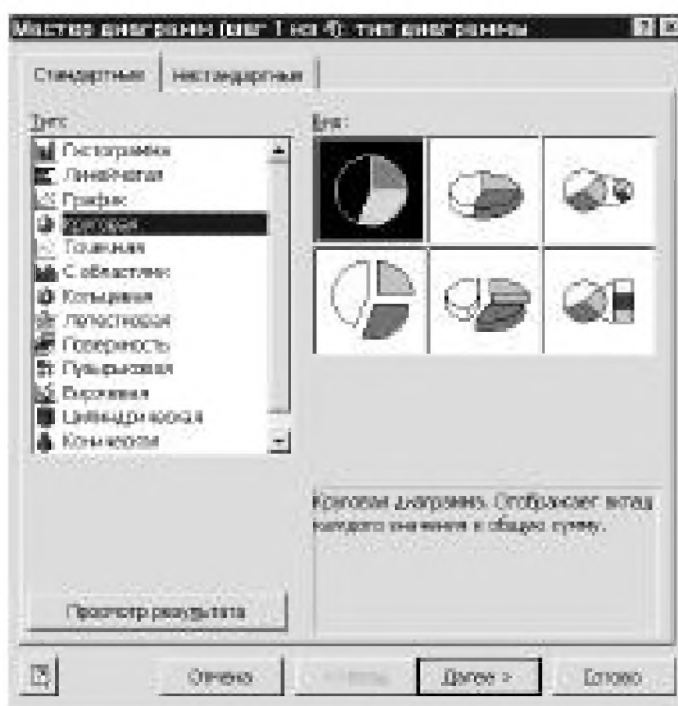 Мастер диаграмм (шаг 1 из 4): тип диаграммы
Стандартные
Нестандартные
Тип:
Гистограмма
Линейчатая
График
Круговая
Точечная
С областями
Кольцевая
Лепестковая
Поверхность
Пузырьковая
Биржевая
Цилиндрическая
Коническая
Вид:
Круговая диаграмма. Отображает вклад
каждого значения в общую сумму.
Просмотр результата
Отмена
Далее >
Готово